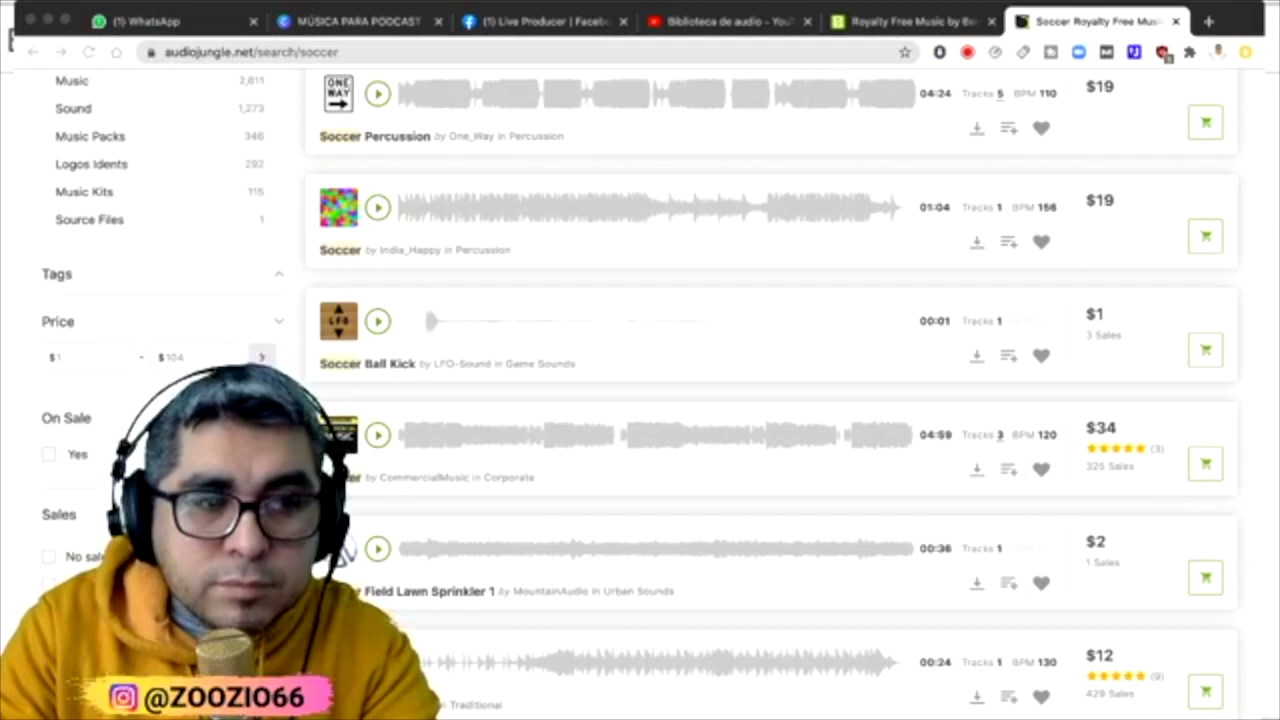 (1) WhatsApp
MÚSICA PARA PODCAST
(1) Live Producer | Facebo
Biblioteca de audio - You
Royalty Free Music by Ben
Soccer Royalty Free Musi
audiojungle.net/search/soccer
Music 2,611
Sound 1,273
Music Packs 346
Logos Idents 292
Music Kits 116
Source Files 1
Tags
Price
$1 - $104
On Sale
Yes
Sales
No sal
ONE WAY
04:24 Tracks 5 BPM 110 $19
Soccer Percussion by One_Way in Percussion
01:04 Tracks 1 BPM 156 $19
Soccer by India_Happy in Percussion
LFO
00:01 Tracks 1 $1
3 Sales
Soccer Ball Kick by LFO-Sound in Game Sounds
MUSIC
04:59 Tracks 3 BPM 120 $34
(3)
325 Sales
er by CommercialMusic in Corporate
00:36 Tracks 1 $2
1 Sales
r Field Lawn Sprinkler 1 by MountainAudio in Urban Sounds
00:24 Tracks 1 BPM 130 $12
(9)
429 Sales
n Traditional
@ZOOZIO66